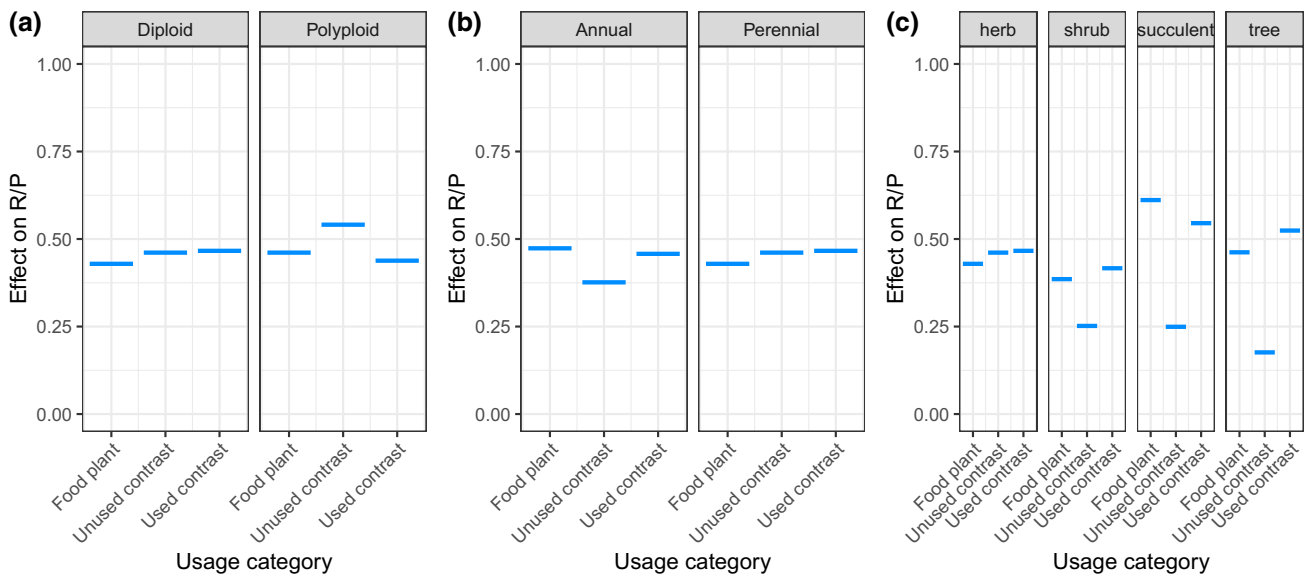 (a)
Diploid
Polyploid
1.00
0.75
0.50
0.25
0.00
Effect on R/P
Food plant
Unused contrast
Used contrast
Food plant
Unused contrast
Used contrast
Usage category
(b)
Annual
Perennial
1.00
0.75
0.50
0.25
0.00
Effect on R/P
Food plant
Unused contrast
Used contrast
Food plant
Unused contrast
Used contrast
Usage category
(c)
herb
shrub
succulent
tree
1.00
0.75
0.50
0.25
0.00
Effect on R/P
Food plant
Unused contrast
Used contrast
Food plant
Unused contrast
Used contrast
Food plant
Unused contrast
Used contrast
Food plant
Unused contrast
Used contrast
Usage category